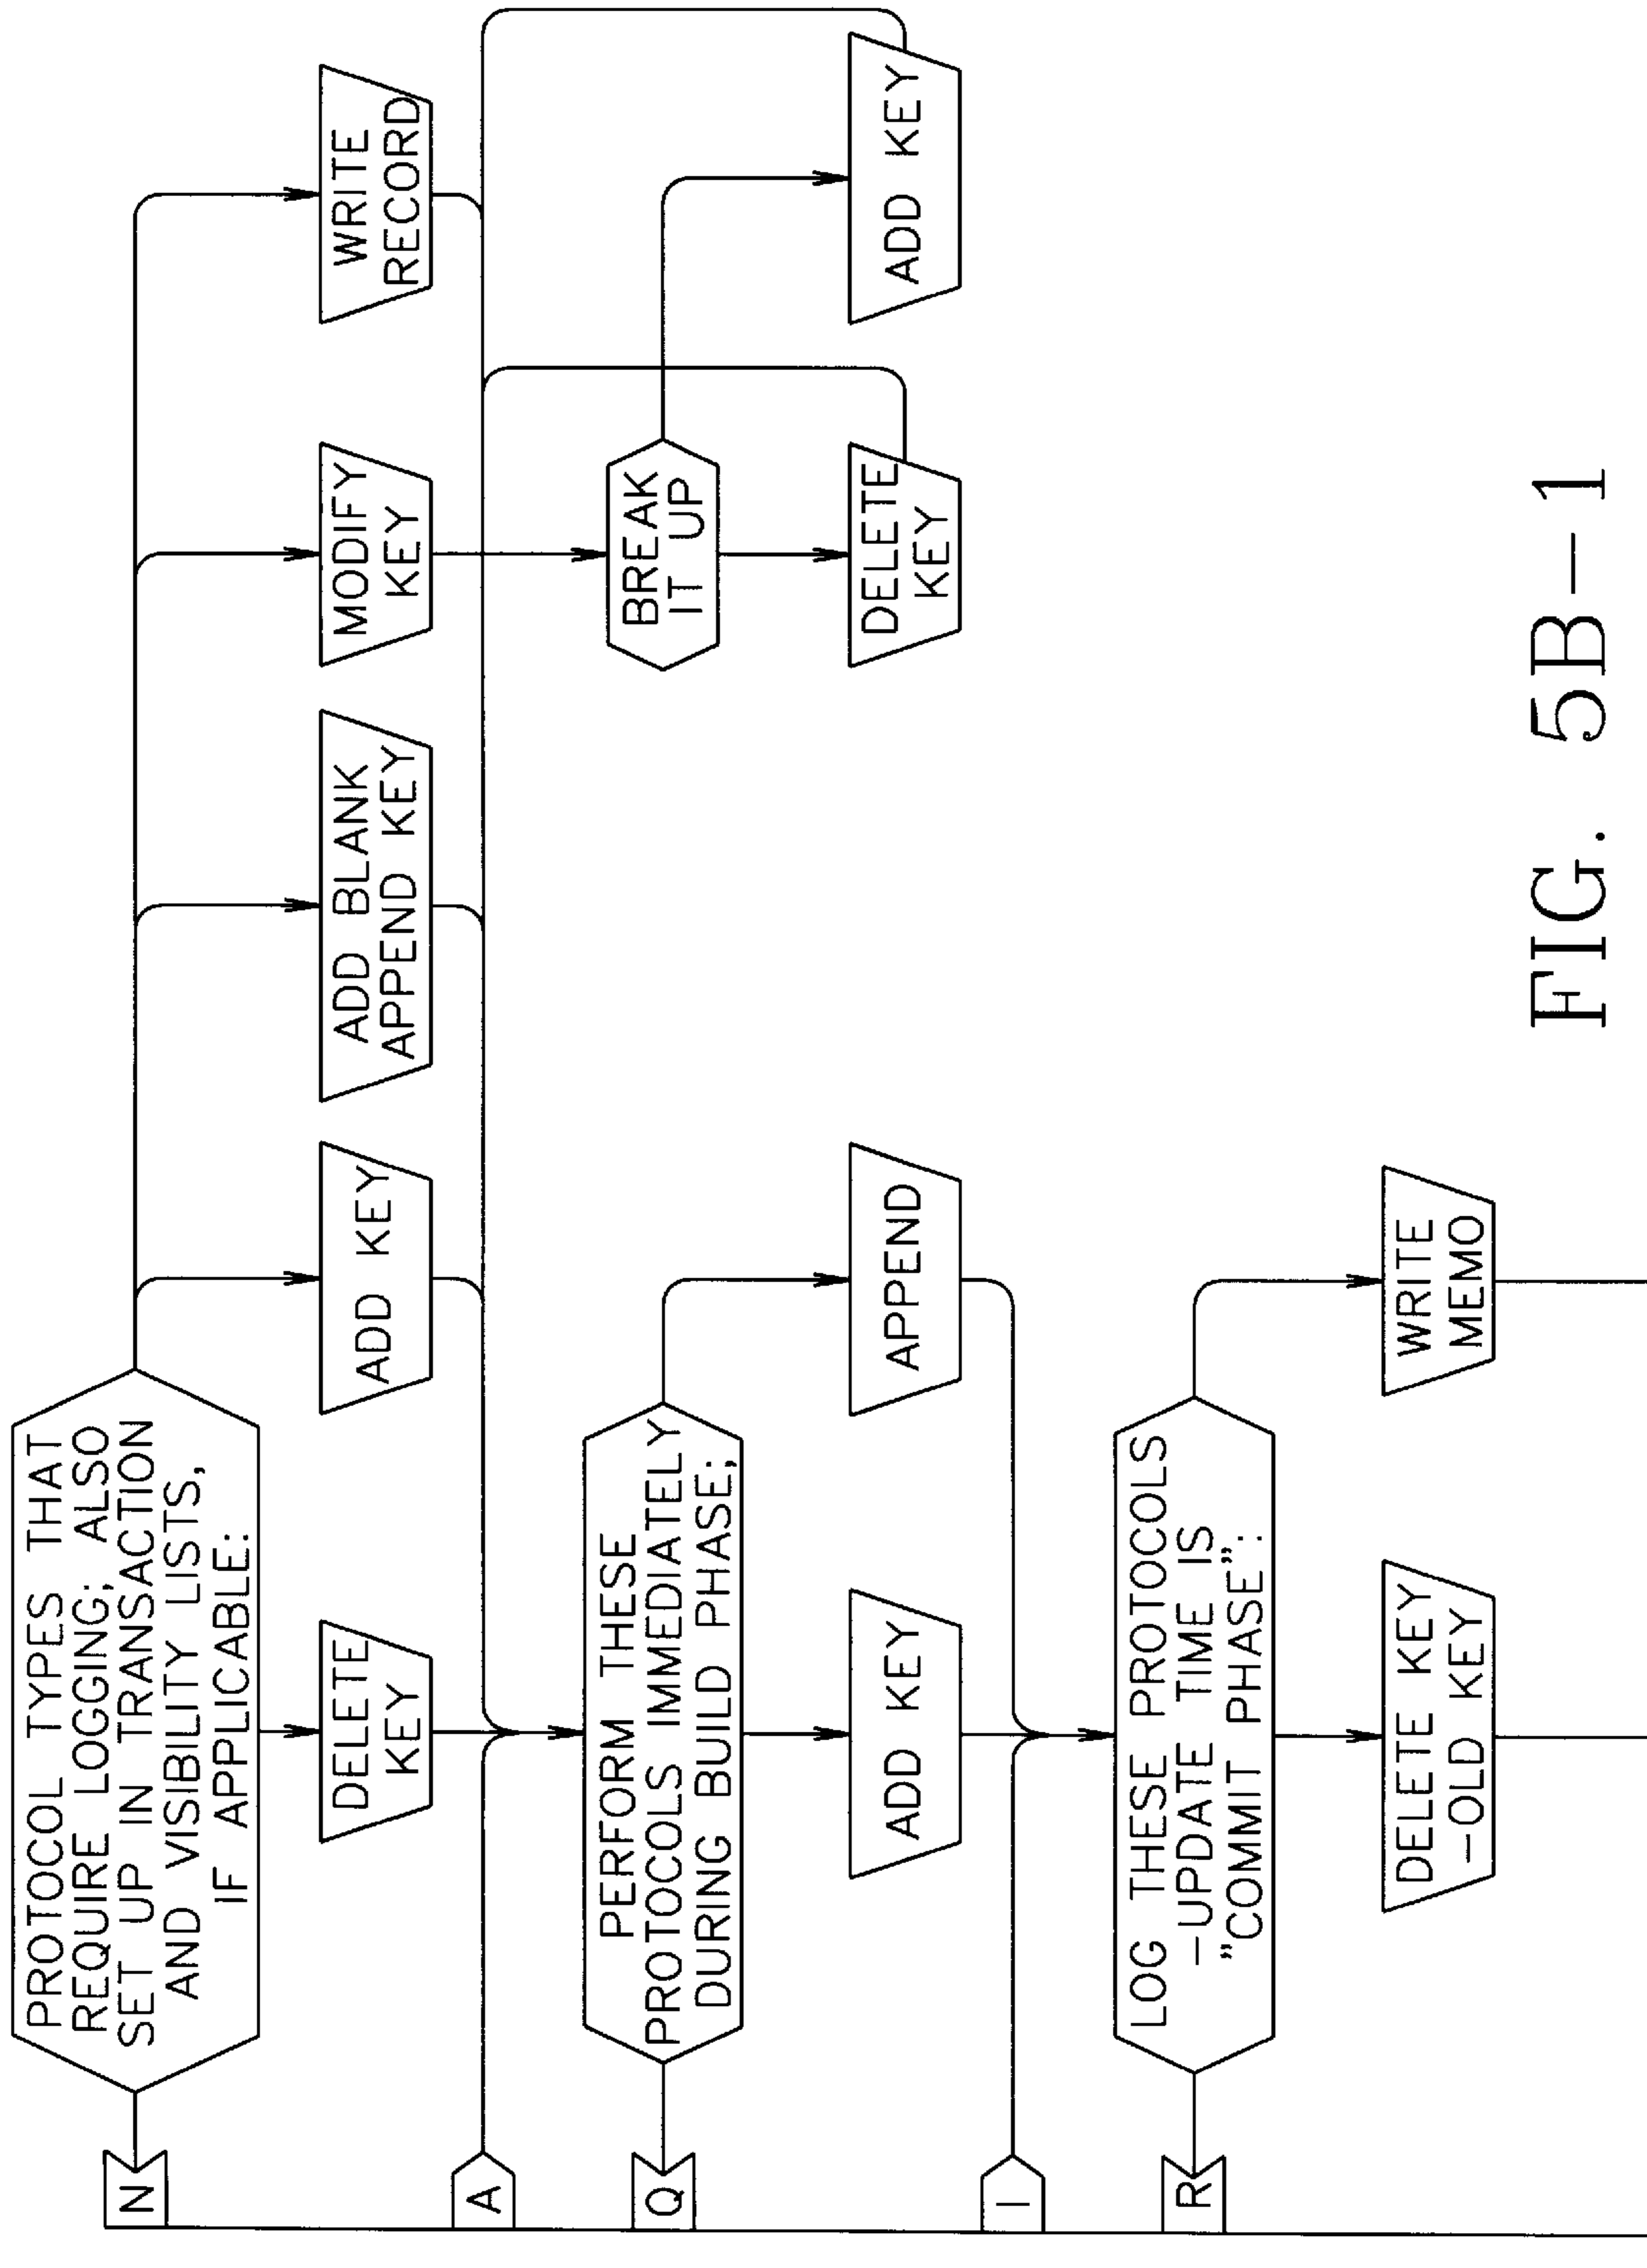 N
PROTOCOL TYPES THAT
REQUIRE LOGGING; ALSO
SET UP IN TRANSACTION
AND VISIBILITY LISTS,
IF APPLICABLE:
DELETE
KEY
ADD KEY
ADD BLANK
APPEND KEY
MODIFY
KEY
WRITE
RECORD
A
BREAK
IT UP
DELETE
KEY
ADD KEY
Q
PERFORM THESE
PROTOCOLS IMMEDIATELY
DURING BUILD PHASE;
ADD KEY
APPEND
I
R
LOG THESE PROTOCOLS
-UPDATE TIME IS
"COMMIT PHASE":
DELETE KEY
-OLD KEY
WRITE
MEMO
FIG. 5B-1